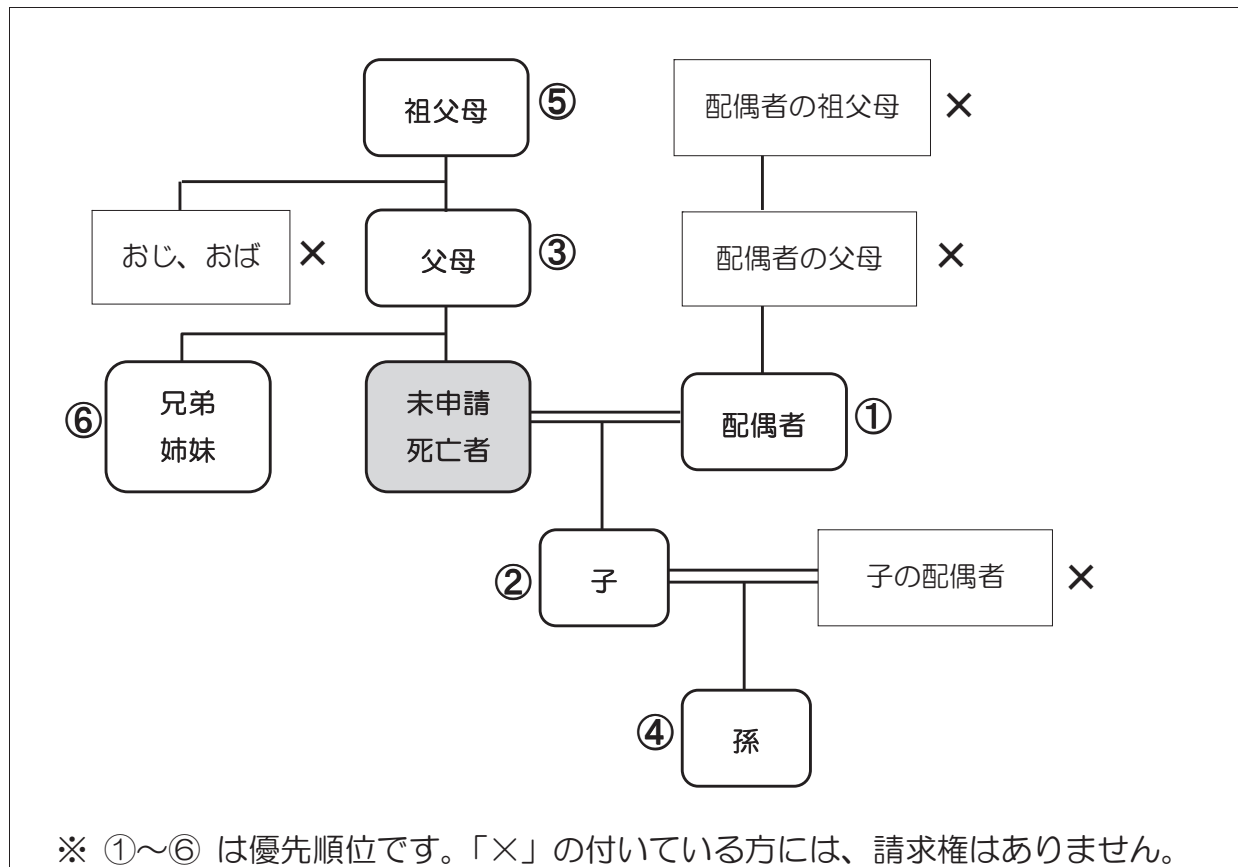 祖父母 ⑤
配偶者の祖父母 ×
おじ、おば ×
父母 ③
配偶者の父母 ×
⑥ 兄弟
姉妹
未申請
死亡者
配偶者 ①
② 子
子の配偶者 ×
④ 孫
※ ①~⑥ は優先順位です。「×」の付いている方には、請求権はありません。